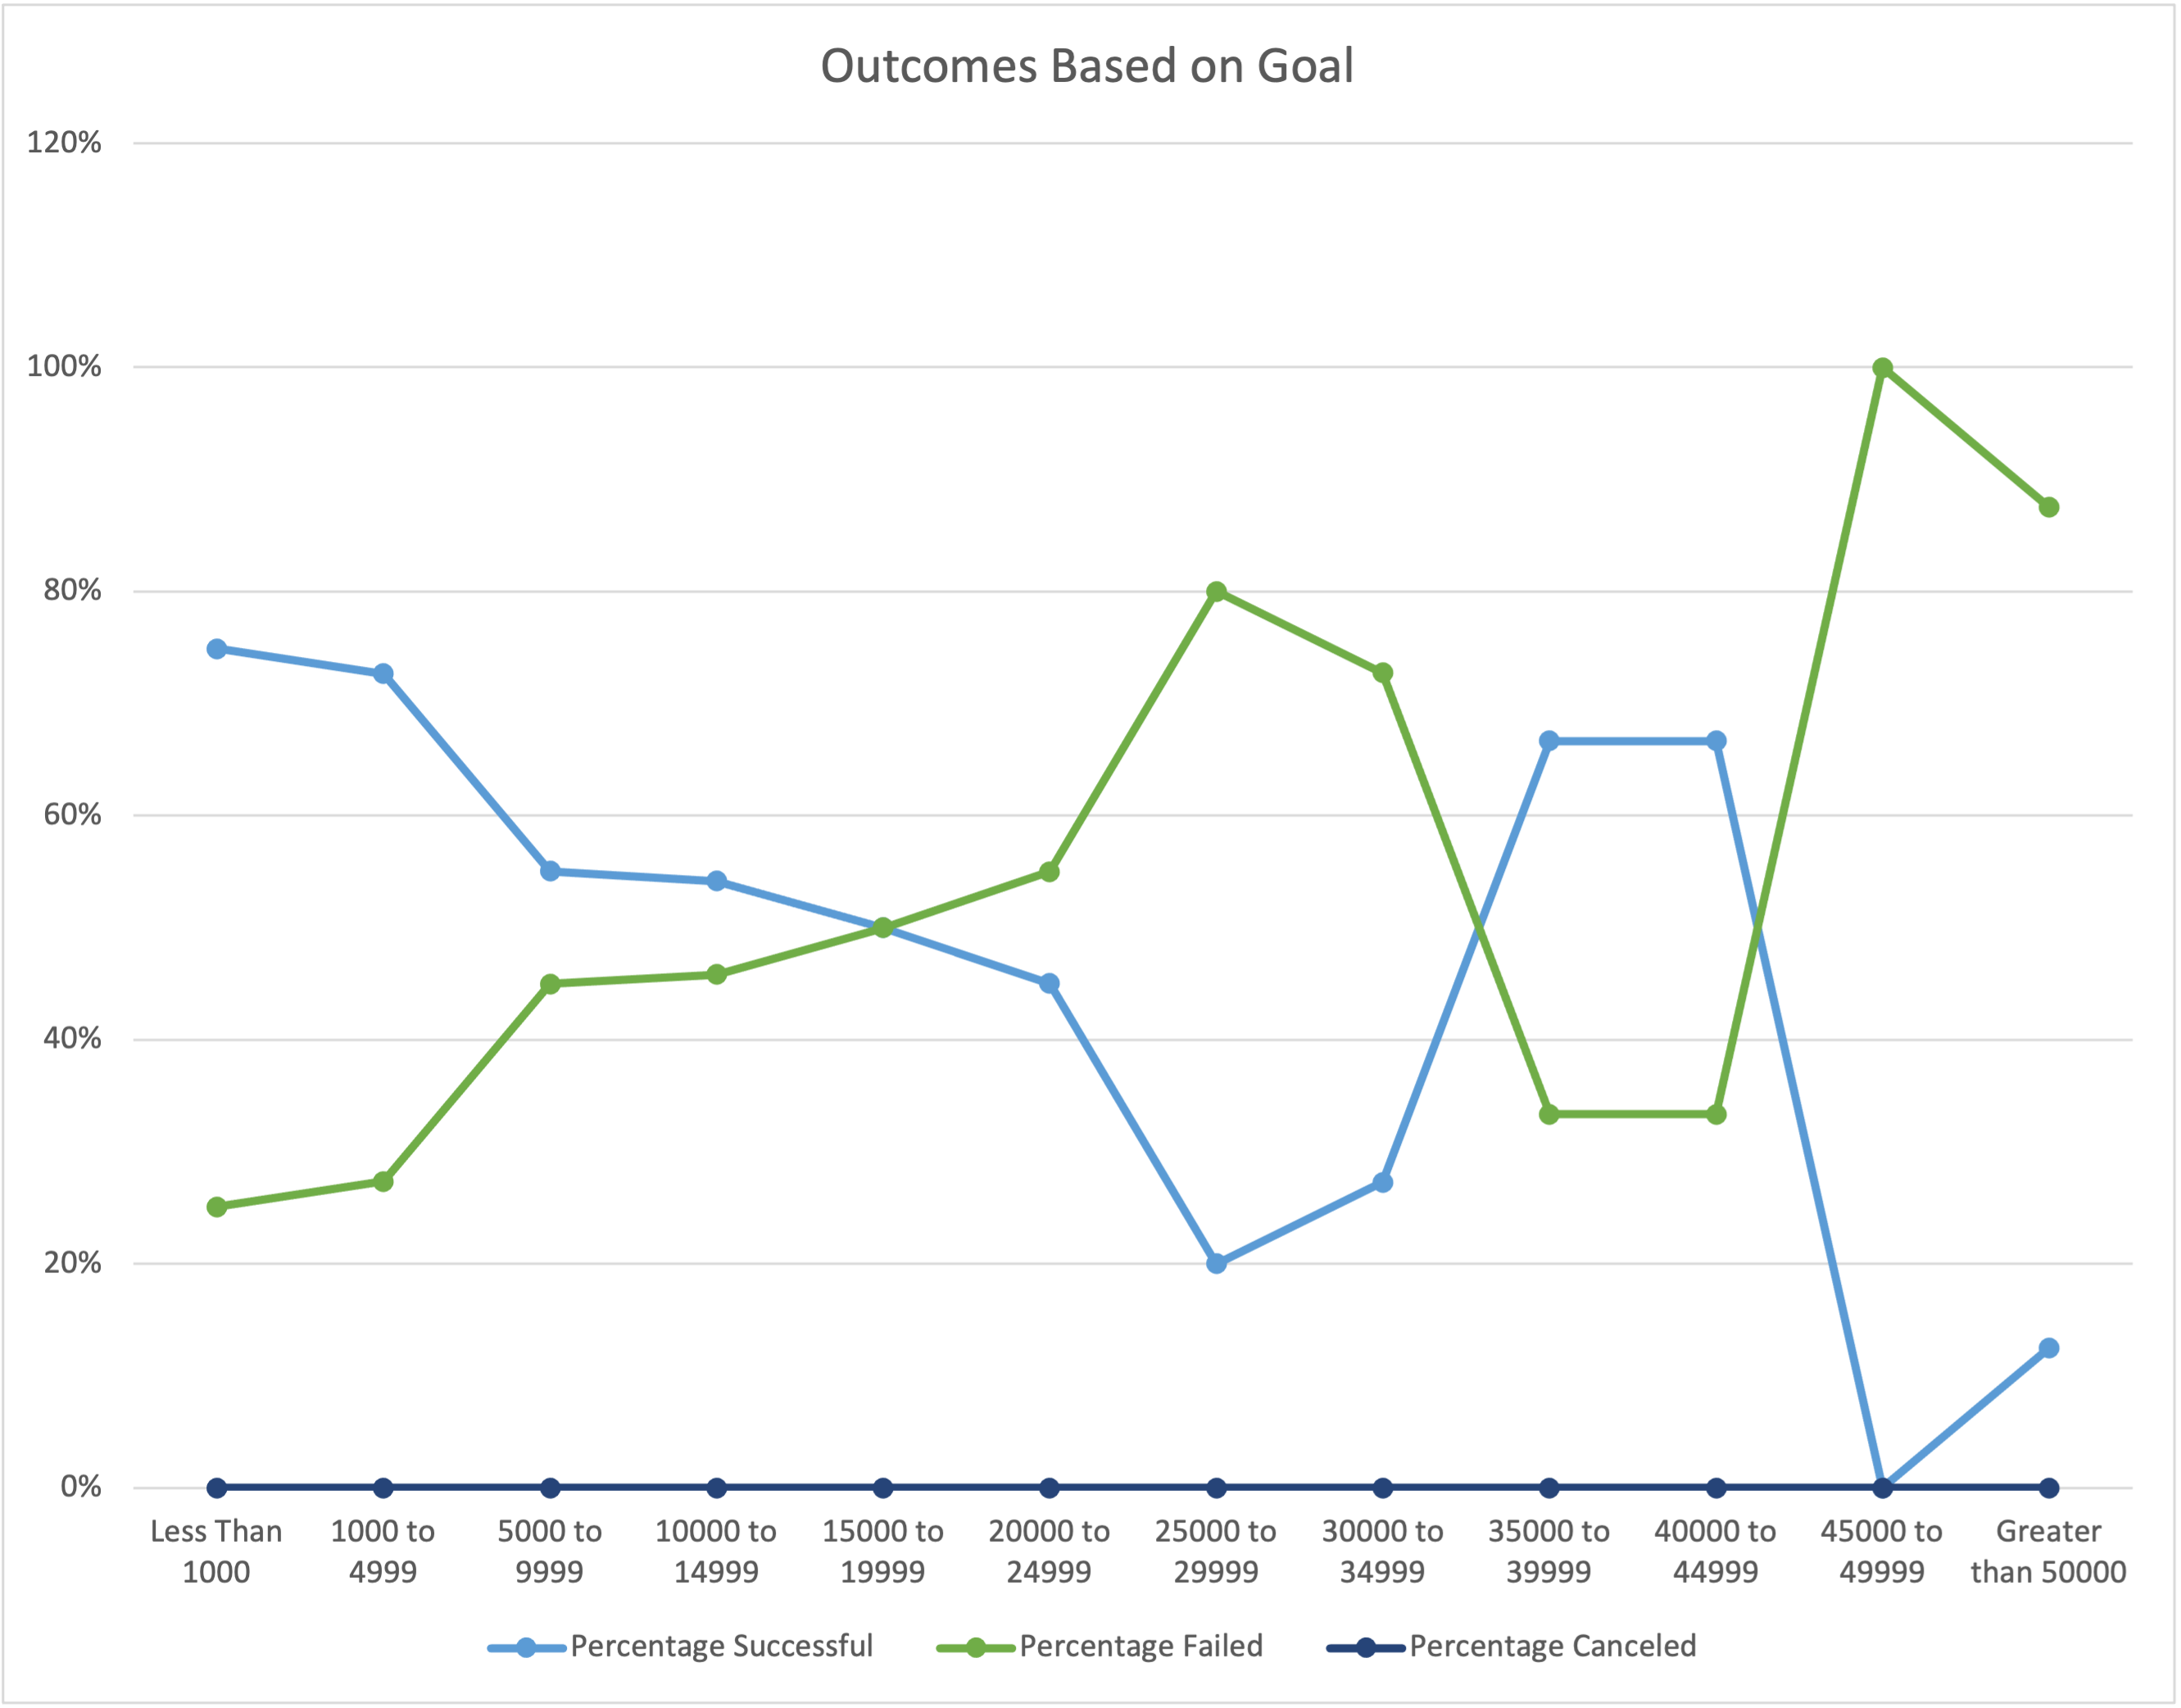 Outcomes Based on Goal
120%
100%
80%
60%
40%
20%
0%
Less Than 1000
1000 to 4999
5000 to 9999
10000 to 14999
15000 to 19999
20000 to 24999
25000 to 29999
30000 to 34999
35000 to 39999
40000 to 44999
45000 to 49999
Greater than 50000
Percentage Successful
Percentage Failed
Percentage Canceled